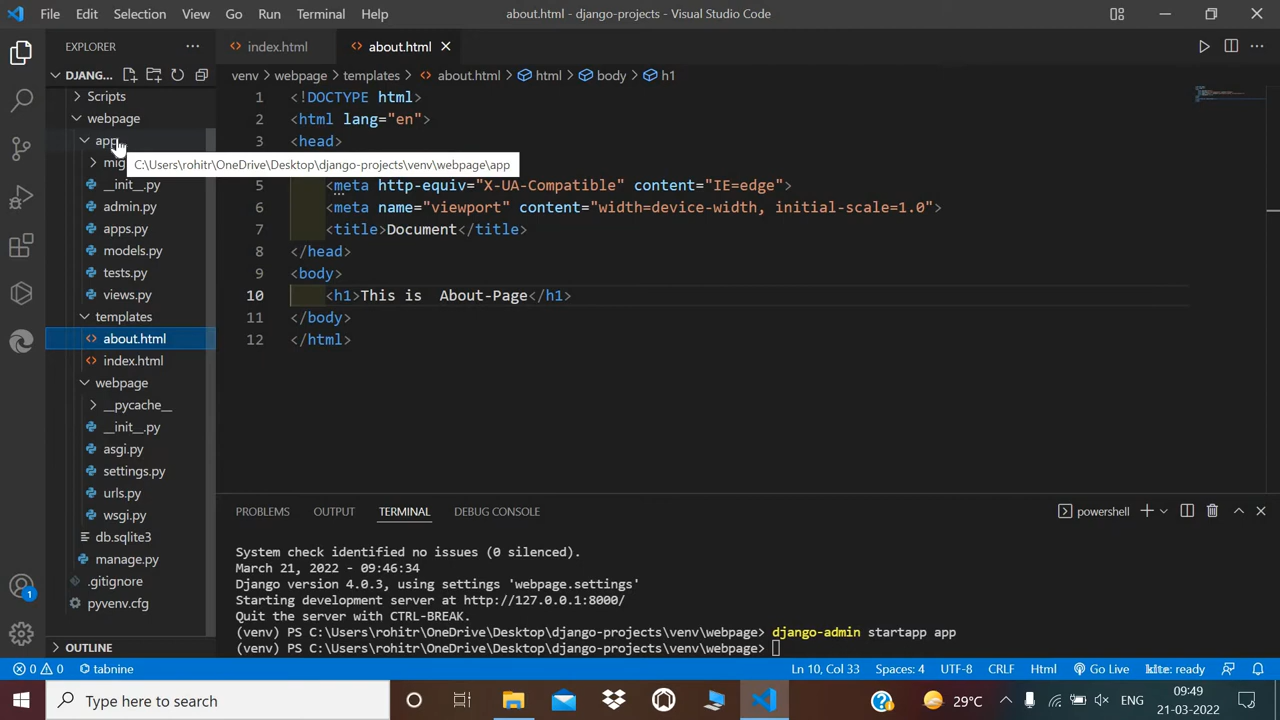 File Edit Selection View Go Run Terminal Help about.html - django-projects - Visual Studio Code
EXPLORER
DJANG...
Scripts
webpage
app
C:\Users\rohitr\OneDrive\Desktop\django-projects\venv\webpage\app
mig
__init__.py
admin.py
apps.py
models.py
tests.py
views.py
templates
about.html
index.html
webpage
__pycache__
__init__.py
asgi.py
settings.py
urls.py
wsgi.py
db.sqlite3
manage.py
.gitignore
pyvenv.cfg
OUTLINE
index.html about.html
venv > webpage > templates > about.html > html > body > h1
1 <!DOCTYPE html>
2 <html lang="en">
3 <head>
5 <meta http-equiv="X-UA-Compatible" content="IE=edge">
6 <meta name="viewport" content="width=device-width, initial-scale=1.0">
7 <title>Document</title>
8 </head>
9 <body>
10 <h1>This is  About-Page</h1>
11 </body>
12 </html>
PROBLEMS OUTPUT TERMINAL DEBUG CONSOLE powershell
System check identified no issues (0 silenced).
March 21, 2022 - 09:46:34
Django version 4.0.3, using settings 'webpage.settings'
Starting development server at http://127.0.0.1:8000/
Quit the server with CTRL-BREAK.
(venv) PS C:\Users\rohitr\OneDrive\Desktop\django-projects\venv\webpage> django-admin startapp app
(venv) PS C:\Users\rohitr\OneDrive\Desktop\django-projects\venv\webpage>
1
0 0 tabnine Ln 10, Col 33 Spaces: 4 UTF-8 CRLF Html Go Live kite: ready
Type here to search 29°C ENG 09:49
21-03-2022